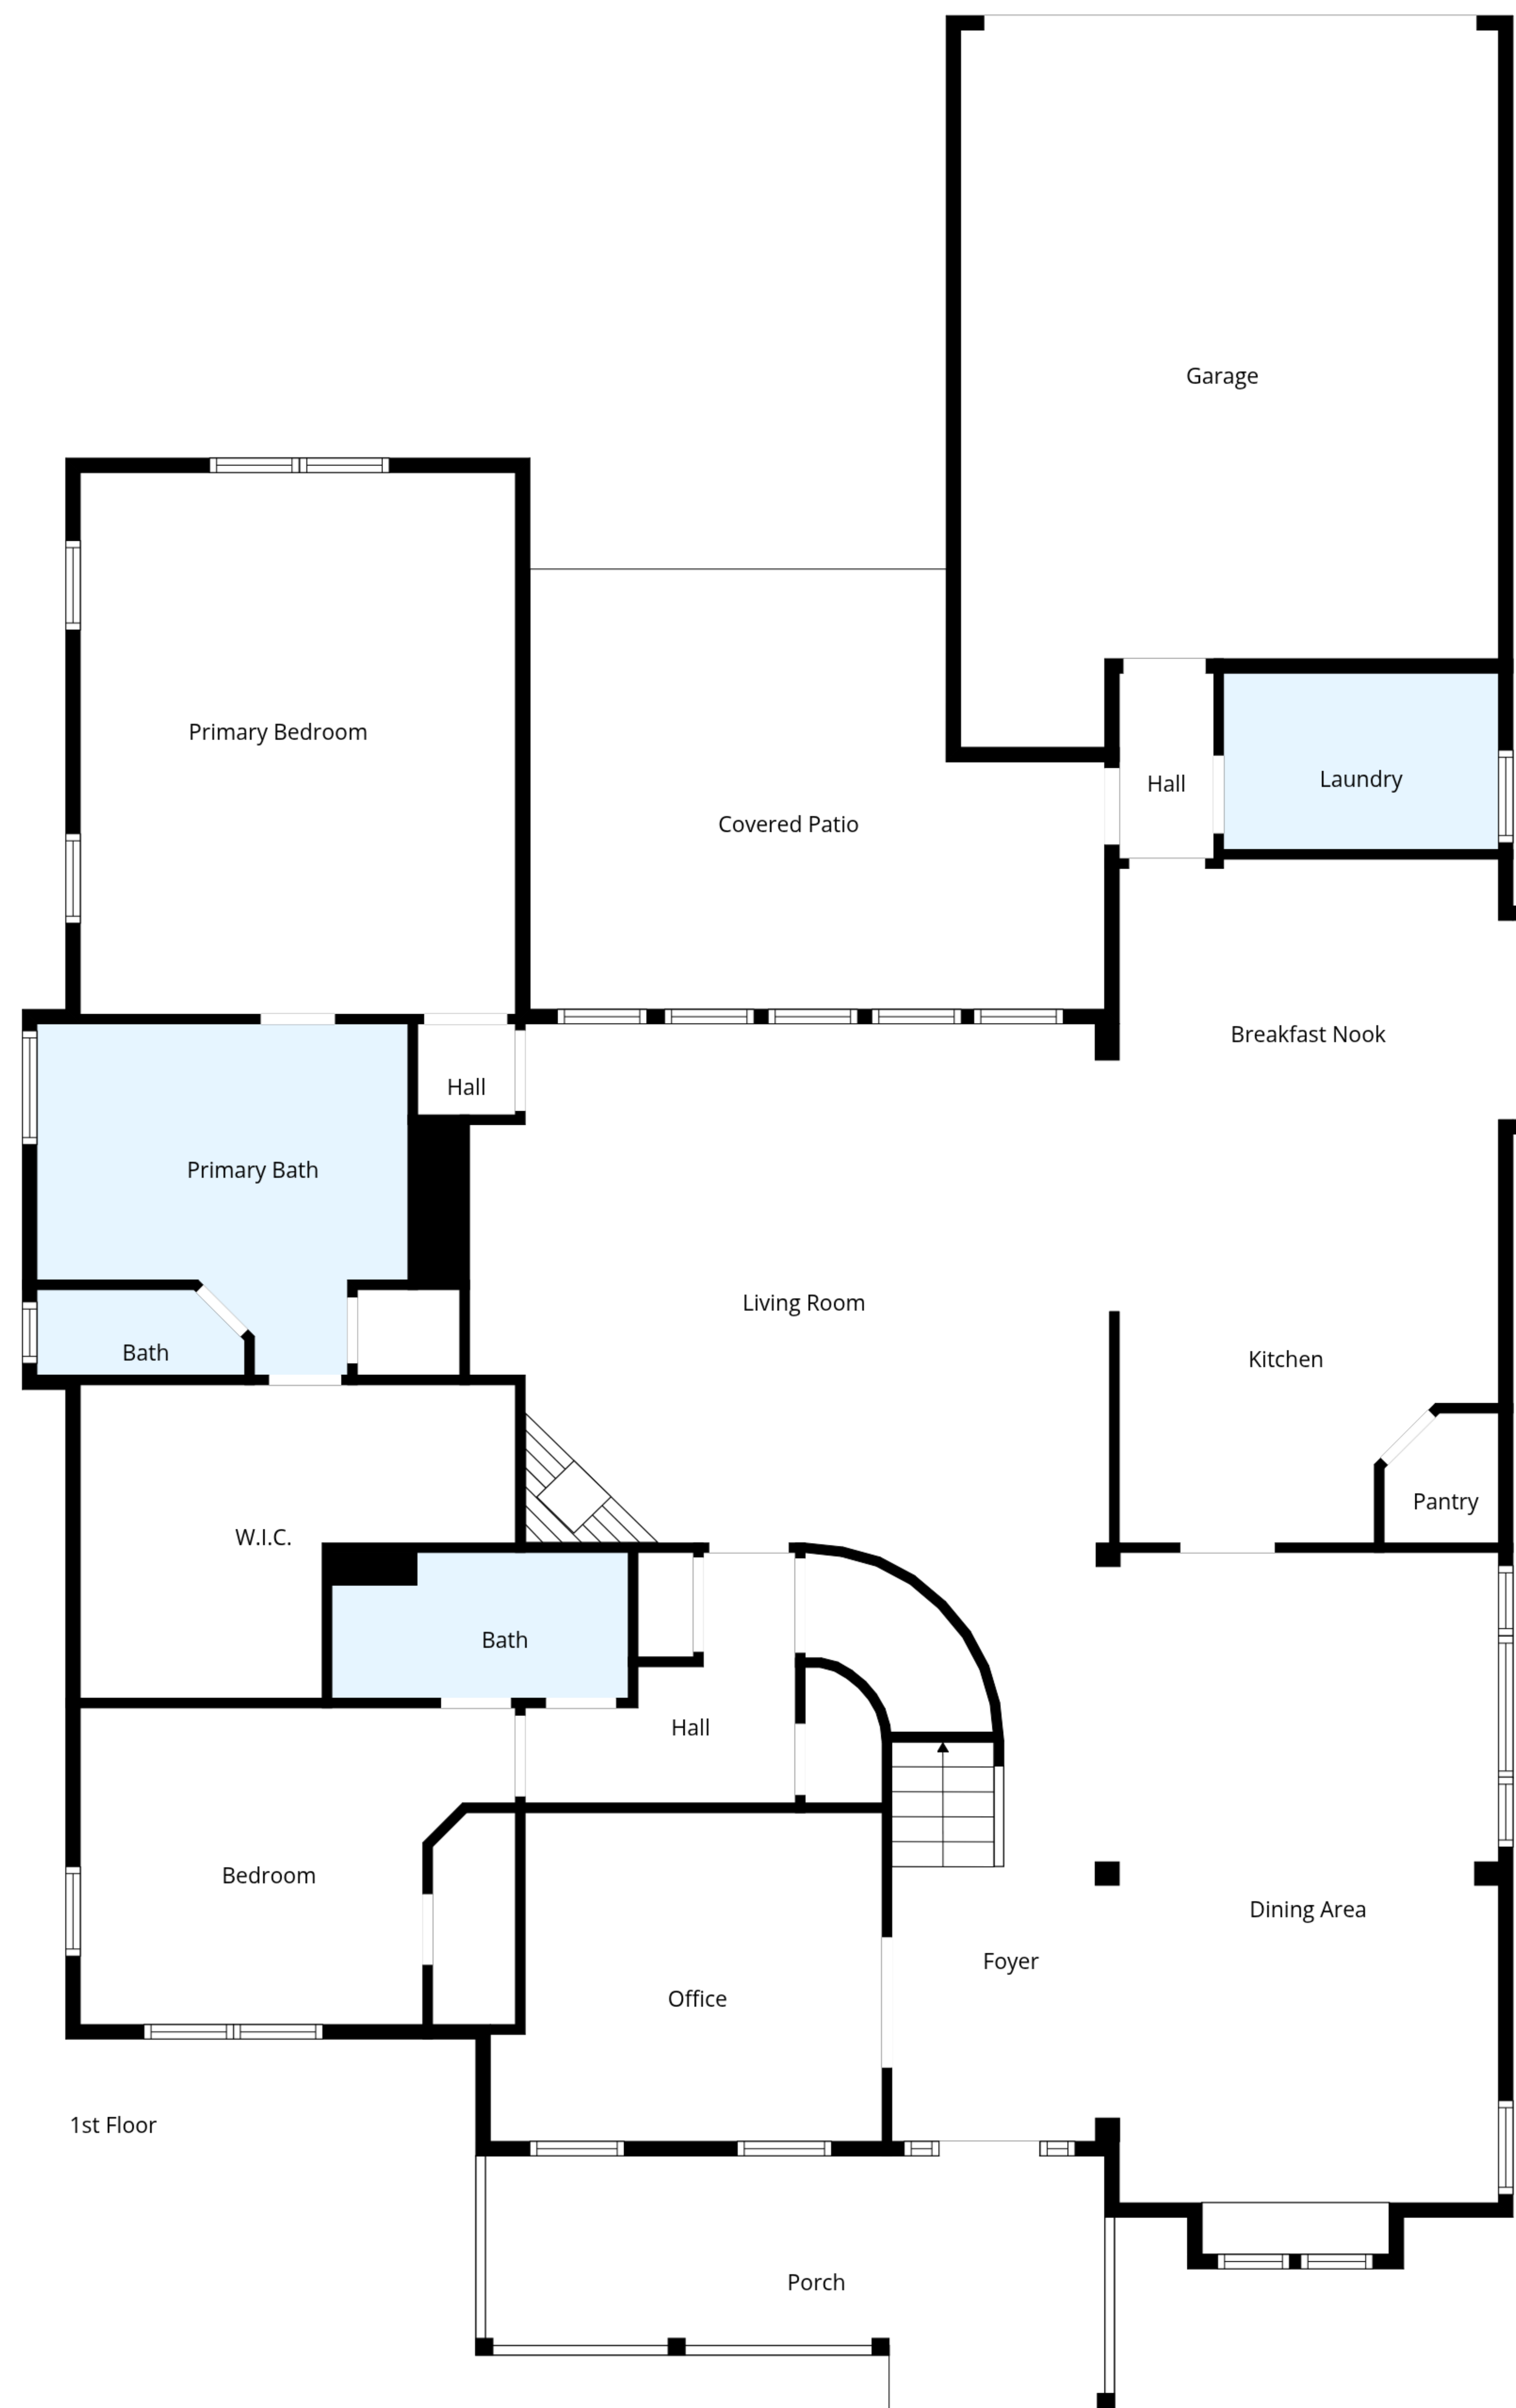 Garage
Primary Bedroom
Laundry
Hall
Covered Patio
Breakfast Nook
Hall
Primary Bath
Living Room
Bath
Kitchen
Pantry
W.I.C.
Bath
Hall
Bedroom
Dining Area
Foyer
Office
1st Floor
Porch